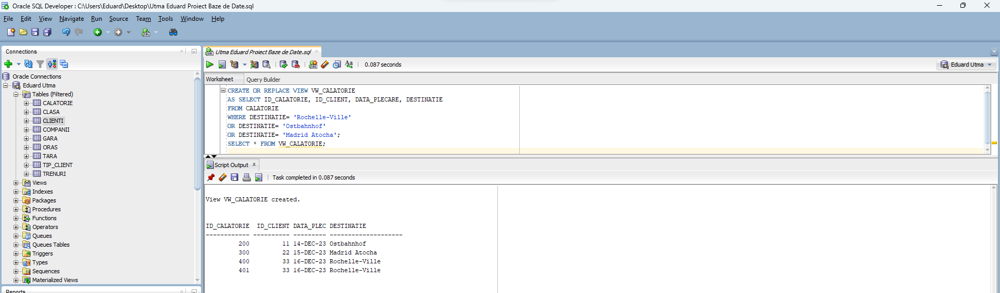 Oracle SQL Developer : C:\Users\Eduard\Desktop\Utma Eduard Proiect Baze de Date.sql
File Edit View Navigate Run Source Team Tools Window Help
Connections
Oracle Connections
Eduard Utma
Tables (Filtered)
CALATORIE
CLASA
CLIENTI
COMPANII
GARA
ORAS
TARA
TIP_CLIENT
TRENURI
Views
Indexes
Packages
Procedures
Functions
Operators
Queues
Queues Tables
Triggers
Types
Sequences
Materialized Views
Reports
Utma Eduard Proiect Baze de Date.sql
0.087 seconds
Eduard Utma
Worksheet Query Builder
CREATE OR REPLACE VIEW VW_CALATORIE
AS SELECT ID_CALATORIE, ID_CLIENT, DATA_PLECARE, DESTINATIE
FROM CALATORIE
WHERE DESTINATIE= 'Rochelle-Ville'
OR DESTINATIE= 'Ostbahnhof'
OR DESTINATIE= 'Madrid Atocha';
SELECT * FROM VW_CALATORIE;
Script Output
Task completed in 0.087 seconds
View VW_CALATORIE created.
ID_CALATORIE ID_CLIENT DATA_PLEC DESTINATIE
------------ ---------- --------- --------------------
200 11 14-DEC-23 Ostbahnhof
300 22 15-DEC-23 Madrid Atocha
400 33 16-DEC-23 Rochelle-Ville
401 33 16-DEC-23 Rochelle-Ville